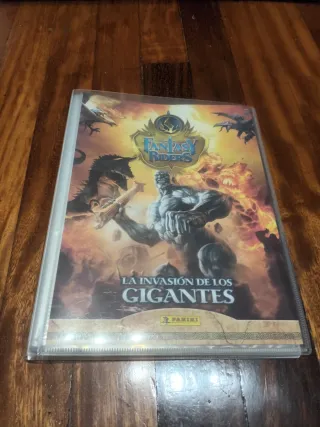 FANTASY
RIDERS
LA INVASIÓN DE LOS
GIGANTES
PANINI